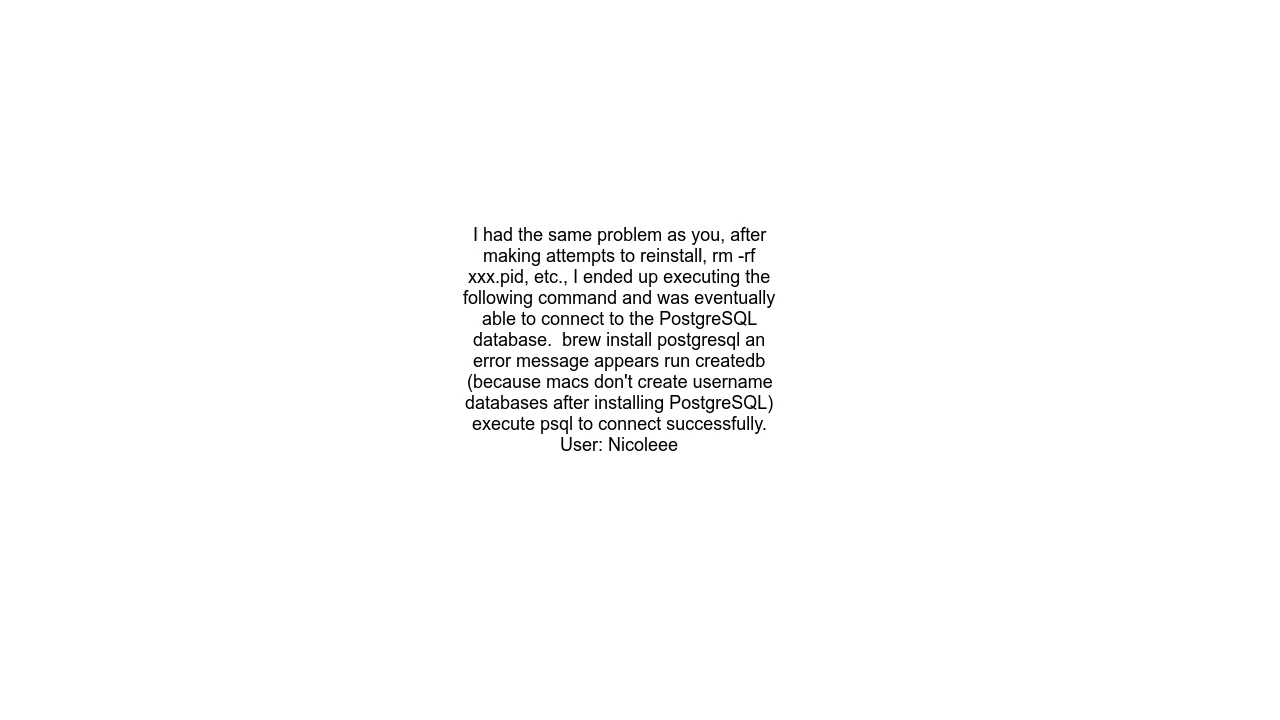 I had the same problem as you, after
making attempts to reinstall, rm -rf
xxx.pid, etc., I ended up executing the
following command and was eventually
able to connect to the PostgreSQL
database.  brew install postgresql an
error message appears run createdb
(because macs don't create username
databases after installing PostgreSQL)
execute psql to connect successfully.
User: Nicoleee